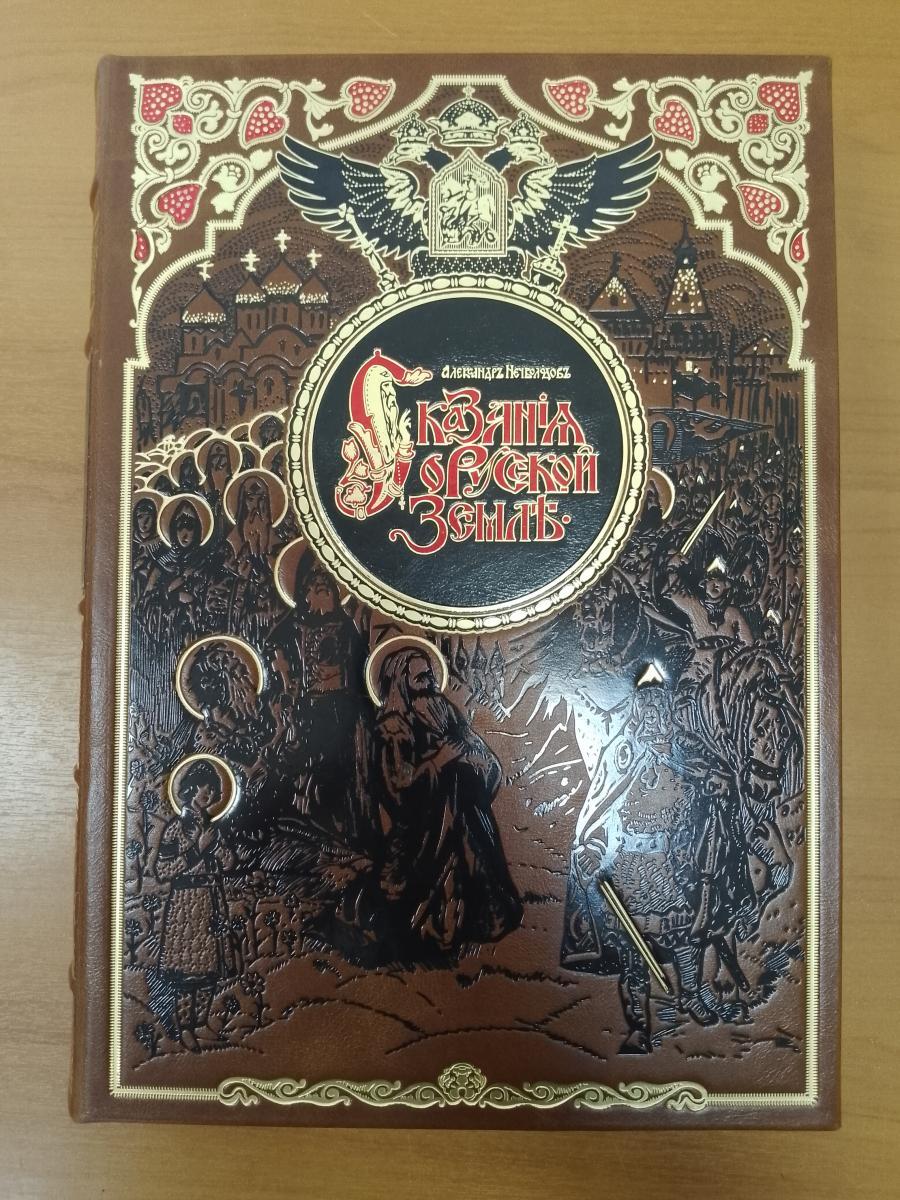 Александръ Нечволодовъ
Сказанія
о Русской
Землѣ.